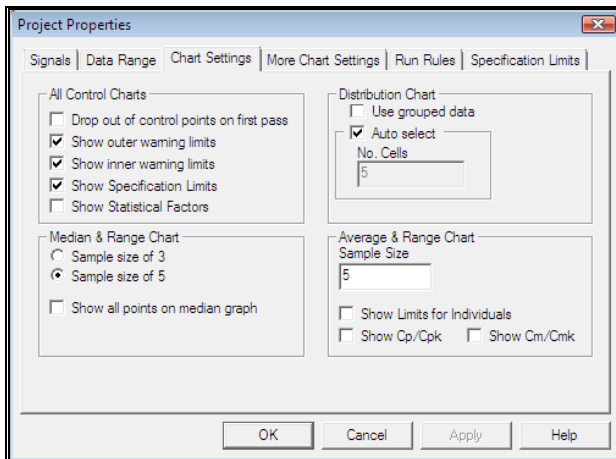 Project Properties
Signals
Data Range
Chart Settings
More Chart Settings
Run Rules
Specification Limits
All Control Charts
Drop out of control points on first pass
Show outer warning limits
Show inner warning limits
Show Specification Limits
Show Statistical Factors
Distribution Chart
Use grouped data
Auto select
No. Cells
5
Median & Range Chart
Sample size of 3
Sample size of 5
Show all points on median graph
Average & Range Chart
Sample Size
5
Show Limits for Individuals
Show Cp/Cpk
Show Cm/Cmk
OK
Cancel
Apply
Help